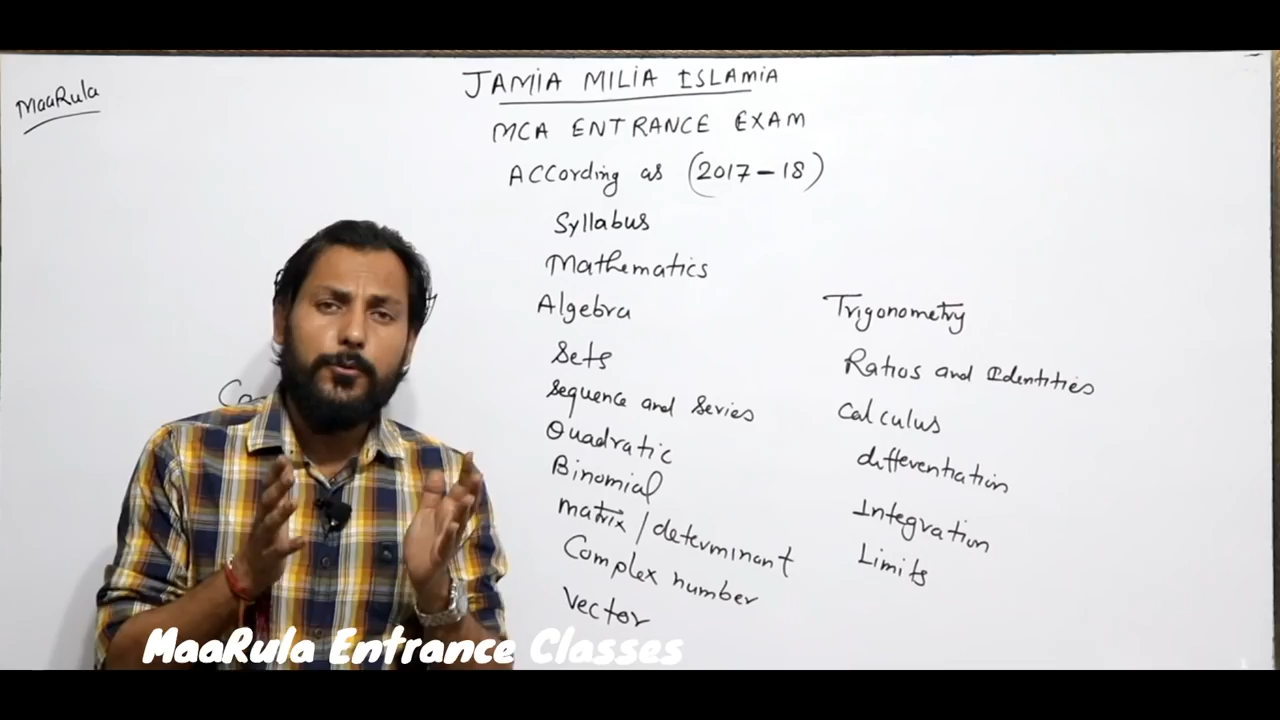 MaaRula
JAMIA MILIA ISLAMIA
MCA ENTRANCE EXAM
ACCording as (2017-18)
Syllabus
Mathematics
Algebra
Sets
Sequence and Series
Quadratic
Binomial
Matrix / determinant
Complex number
Vector
Trigonometry
Ratios and Identities
Calculus
differentiation
Integration
Limits
MaaRula Entrance Classes